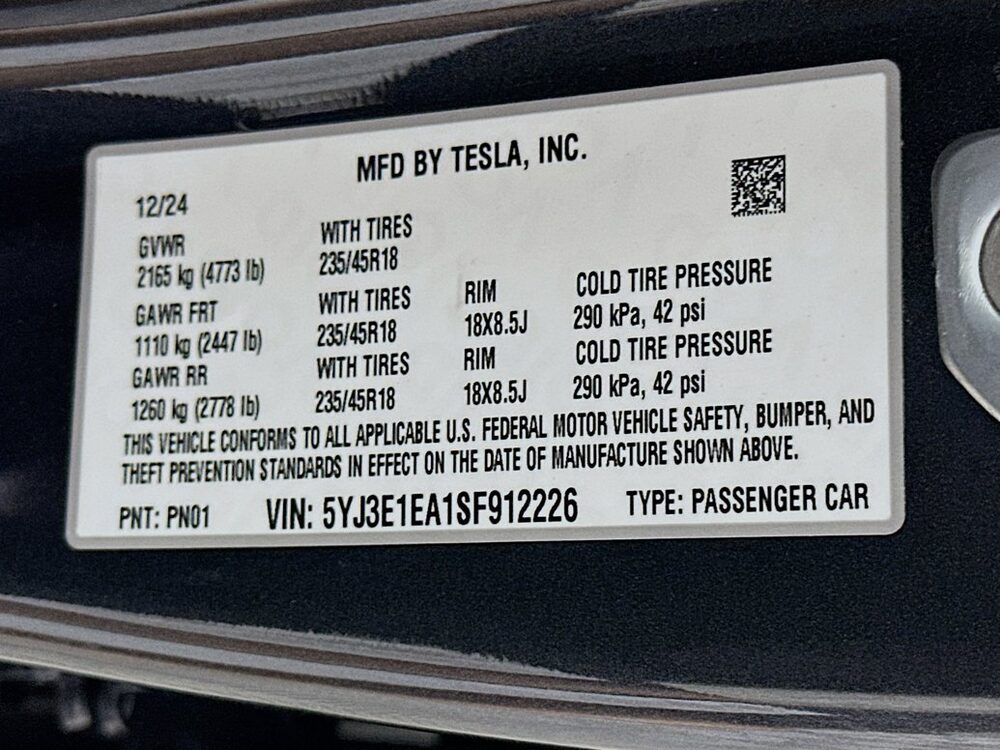 MFD BY TESLA, INC.
12/24
GVWR WITH TIRES
2165 kg (4773 lb) 235/45R18
GAWR FRT WITH TIRES RIM COLD TIRE PRESSURE
1110 kg (2447 lb) 235/45R18 18X8.5J 290 kPa, 42 psi
GAWR RR WITH TIRES RIM COLD TIRE PRESSURE
1260 kg (2778 lb) 235/45R18 18X8.5J 290 kPa, 42 psi
THIS VEHICLE CONFORMS TO ALL APPLICABLE U.S. FEDERAL MOTOR VEHICLE SAFETY, BUMPER, AND
THEFT PREVENTION STANDARDS IN EFFECT ON THE DATE OF MANUFACTURE SHOWN ABOVE.
PNT: PN01 VIN: 5YJ3E1EA1SF912226 TYPE: PASSENGER CAR